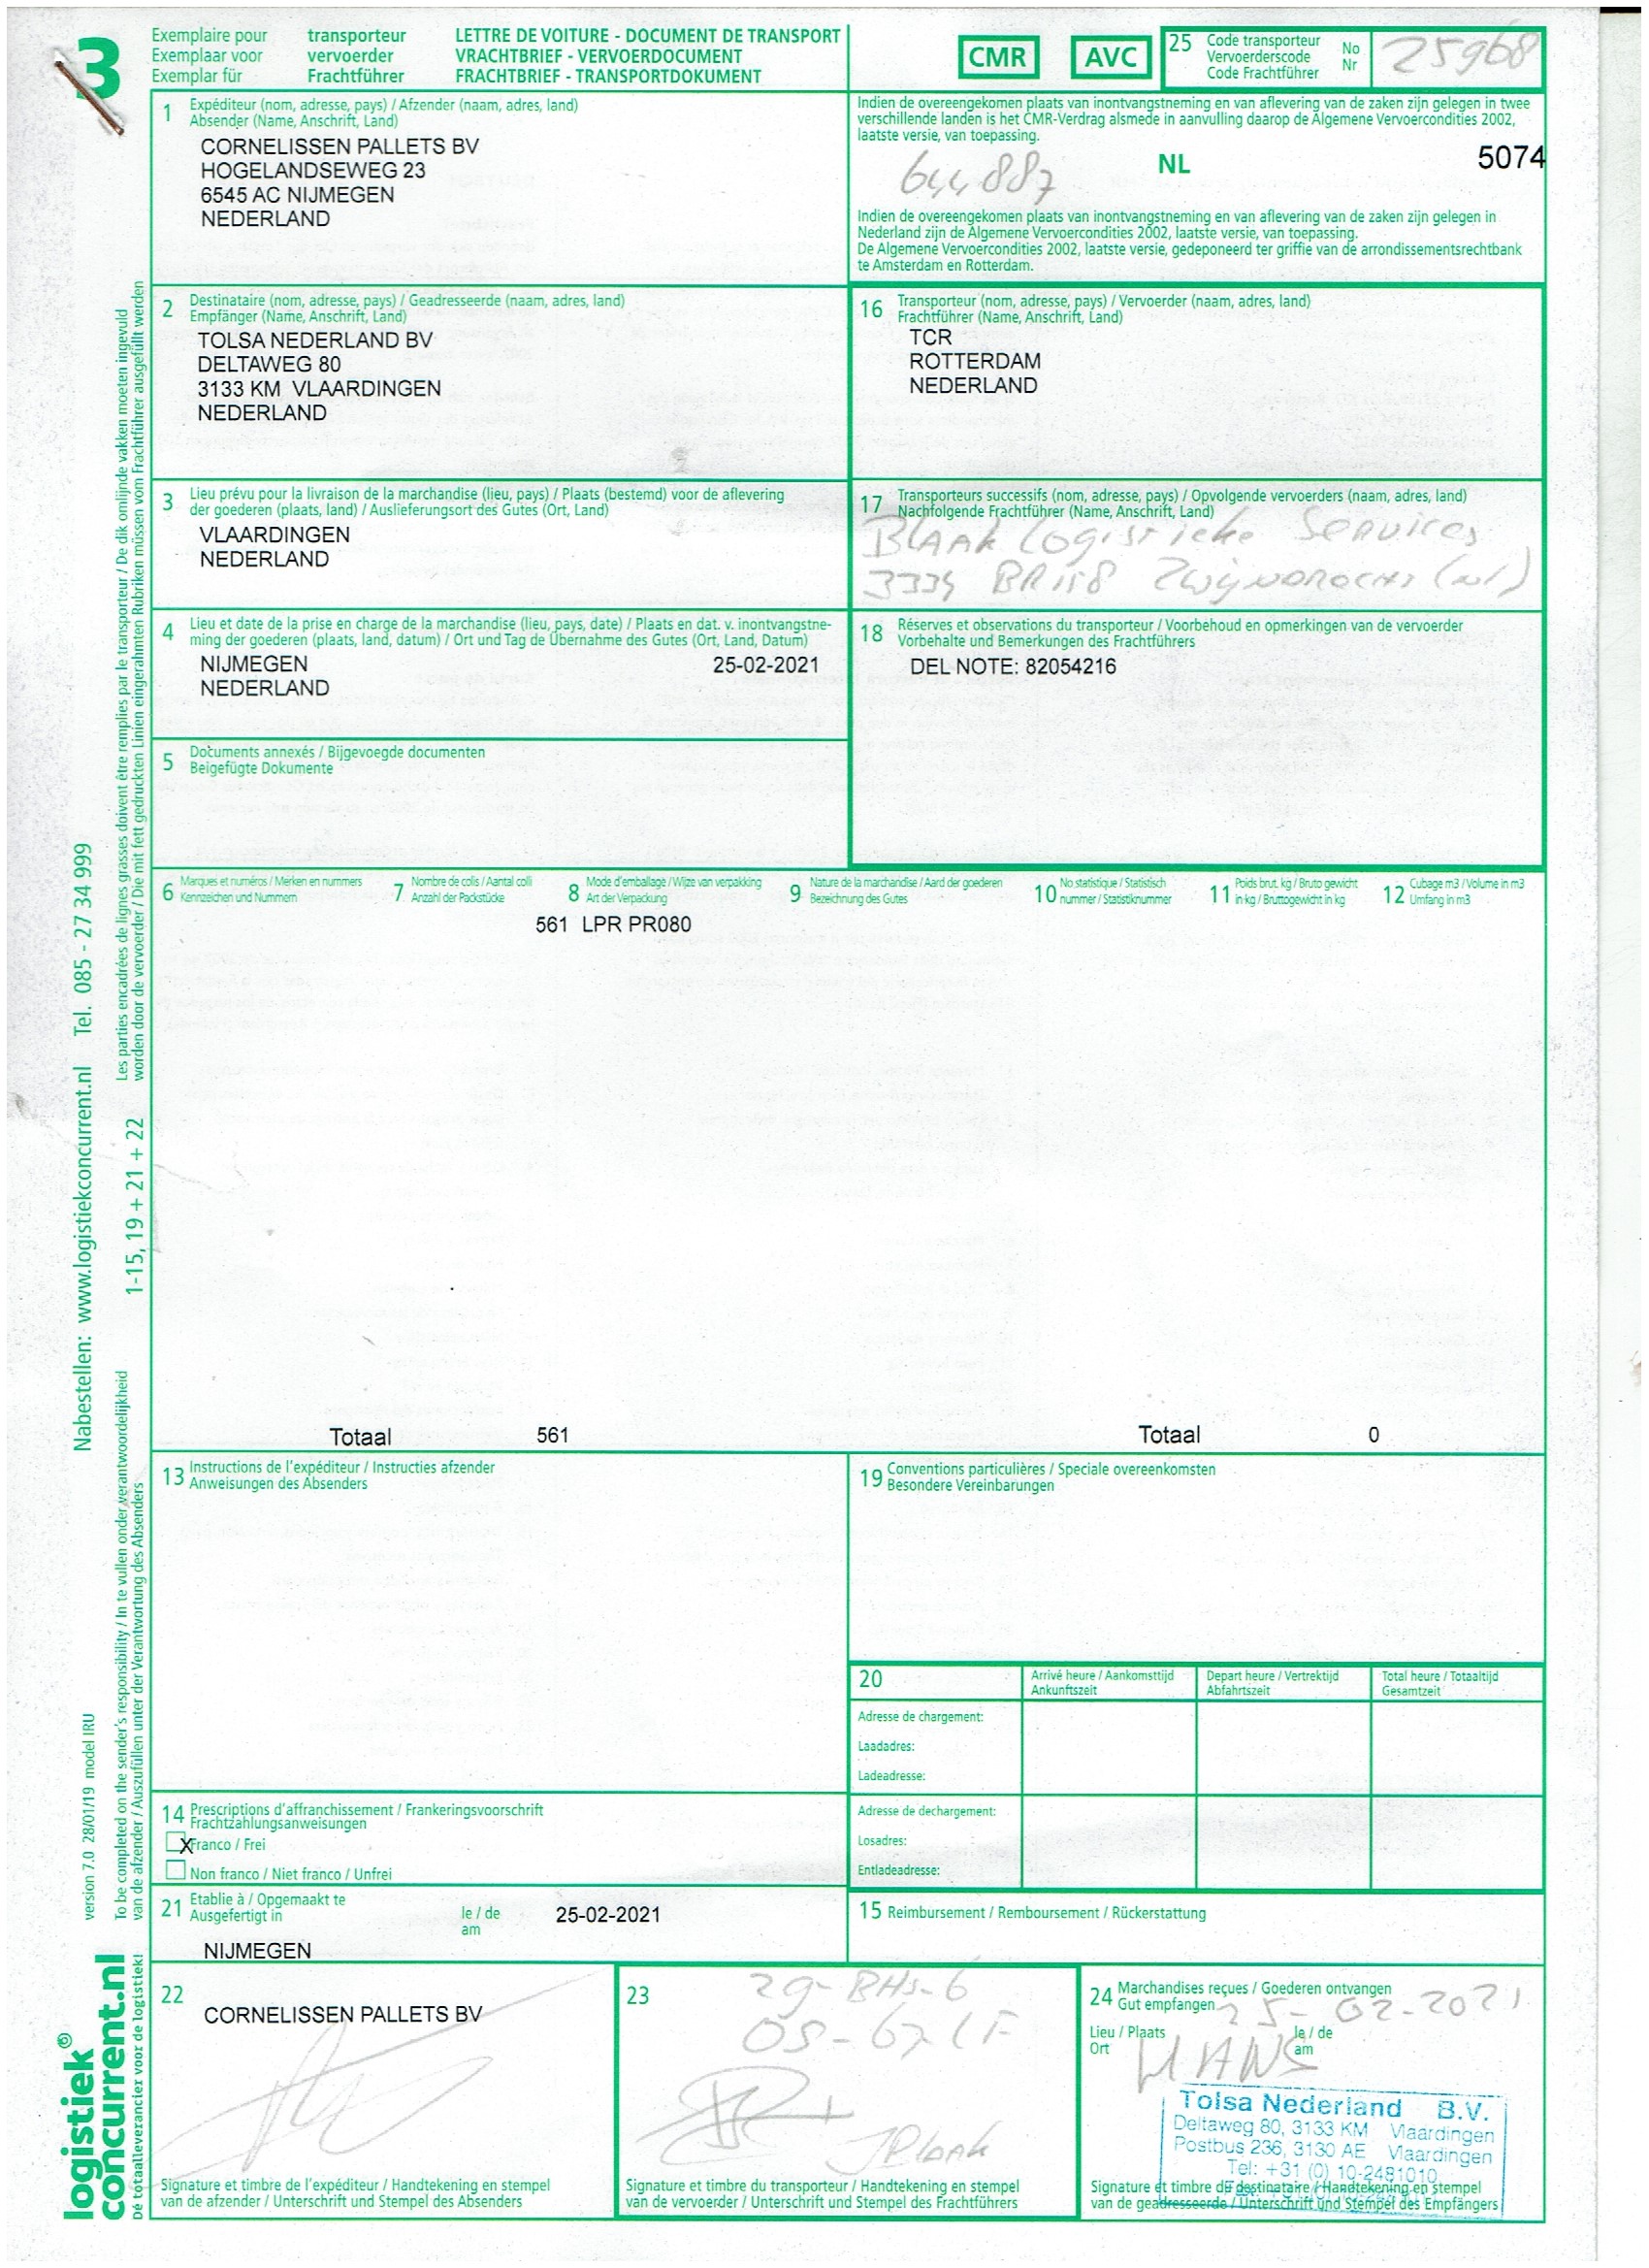 3
Exemplaire pour transporteur
Exemplaar voor vervoerder
Exemplar für Frachtführer
LETTRE DE VOITURE - DOCUMENT DE TRANSPORT
VRACHTBRIEF - VERVOERDOCUMENT
FRACHTBRIEF - TRANSPORTDOKUMENT
CMR
AVC
25 Code transporteur
Vervoerderscode
Code Frachtführer
No
Nr
25968
1 Expéditeur (nom, adresse, pays) / Afzender (naam, adres, land)
Absender (Name, Anschrift, Land)
CORNELISSEN PALLETS BV
HOGELANDSEWEG 23
6545 AC NIJMEGEN
NEDERLAND
Indien de overeengekomen plaats van inontvangstneming en van aflevering van de zaken zijn gelegen in twee
verschillende landen is het CMR-Verdrag alsmede in aanvulling daarop de Algemene Vervoercondities 2002,
laatste versie, van toepassing.
644887
NL
5074
Indien de overeengekomen plaats van inontvangstneming en van aflevering van de zaken zijn gelegen in
Nederland zijn de Algemene Vervoercondities 2002, laatste versie, van toepassing.
De Algemene Vervoercondities 2002, laatste versie, gedeponeerd ter griffie van de arrondissementsrechtbank
te Amsterdam en Rotterdam.
2 Destinataire (nom, adresse, pays) / Geadresseerde (naam, adres, land)
Empfänger (Name, Anschrift, Land)
TOLSA NEDERLAND BV
DELTAWEG 80
3133 KM VLAARDINGEN
NEDERLAND
16 Transporteur (nom, adresse, pays) / Vervoerder (naam, adres, land)
Frachtführer (Name, Anschrift, Land)
TCR
ROTTERDAM
NEDERLAND
3 Lieu prévu pour la livraison de la marchandise (lieu, pays) / Plaats (bestemd) voor de aflevering
der goederen (plaats, land) / Auslieferungsort des Gutes (Ort, Land)
VLAARDINGEN
NEDERLAND
17 Transporteurs successifs (nom, adresse, pays) / Opvolgende vervoerders (naam, adres, land)
Nachfolgende Frachtführer (Name, Anschrift, Land)
Blaak Logistieke Services
BR158 Zwijndrecht (nl)
4 Lieu et date de la prise en charge de la marchandise (lieu, pays, date) / Plaats en dat. v. inontvangstne-
ming der goederen (plaats, land, datum) / Ort und Tag de Übernahme des Gutes (Ort, Land, Datum)
NIJMEGEN 25-02-2021
NEDERLAND
18 Réserves et observations du transporteur / Voorbehoud en opmerkingen van de vervoerder
Vorbehalte und Bemerkungen des Frachtführers
DEL NOTE: 82054216
5 Documents annexés / Bijgevoegde documenten
Beigefügte Dokumente
6 Marques et numéros / Merken en nummers
Kennzeichen und Nummern
7 Nombre de colis / Aantal colli
Anzahl der Packstücke
8 Mode d'emballage / Wijze van verpakking
Art der Verpackung
9 Nature de la marchandise / Aard der goederen
Bezeichnung des Gutes
10 No statistique / Statistisch
nummer / Statistiknummer
11 Poids brut. kg / Bruto gewicht
in kg / Bruttogewicht in kg
12 Cubage m3 / Volume in m3
Umfang in m3
561 LPR PR080
Totaal 561 Totaal 0
13 Instructions de l'expéditeur / Instructies afzender
Anweisungen des Absenders
19 Conventions particulières / Speciale overeenkomsten
Besondere Vereinbarungen
20
Arrivé heure / Aankomsttijd
Ankunftszeit
Depart heure / Vertrektijd
Abfahrtszeit
Total heure / Totaaltijd
Gesamtzeit
Adresse de chargement:
Laadadres:
Ladeadresse:
Adresse de dechargement:
Losadres:
Entladeadresse:
14 Prescriptions d'affranchissement / Frankeringsvoorschrift
Frachtzahlungsanweisungen
X Franco / Frei
Non franco / Niet franco / Unfrei
21 Etablie à / Opgemaakt te
Ausgefertigt in
le / de
am
25-02-2021
NIJMEGEN
15 Reimbursement / Remboursement / Rückerstattung
22
CORNELISSEN PALLETS BV
Signature et timbre de l'expéditeur / Handtekening en stempel
van de afzender / Unterschrift und Stempel des Absenders
23
29-BHS-6
OS-67LF
JBlaak
Signature et timbre du transporteur / Handtekening en stempel
van de vervoerder / Unterschrift und Stempel des Frachtführers
24 Marchandises reçues / Goederen ontvangen
Gut empfangen
25-02-2021
Lieu / Plaats
Ort
le / de
am
HANS
Tolsa Nederland B.V.
Deltaweg 80, 3133 KM Vlaardingen
Postbus 236, 3130 AE Vlaardingen
Tel: +31 (0) 10-2481010
Signature et timbre du destinataire / Handtekening en stempel
van de geadresseerde / Unterschrift und Stempel des Empfängers
Les parties encadrées de lignes grasses doivent être remplies par le transporteur / De dik omlijnde vakken moeten ingevuld
worden door de vervoerder / Die mit fett gedruckten Linien eingerahmten Rubriken müssen vom Frachtführer ausgefüllt werden
Nabestellen: www.logistiekconcurrent.nl Tel. 085 - 27 34 999
1-15, 19 + 21 + 22
To be completed on the sender's responsibility / In te vullen onder verantwoordelijkheid
van de afzender / Auszufüllen unter der Verantwortung des Absenders
version 7.0 28/01/19 model IRU
logistiek®
concurrent.nl
Dé totaalleverancier voor de logistiek!